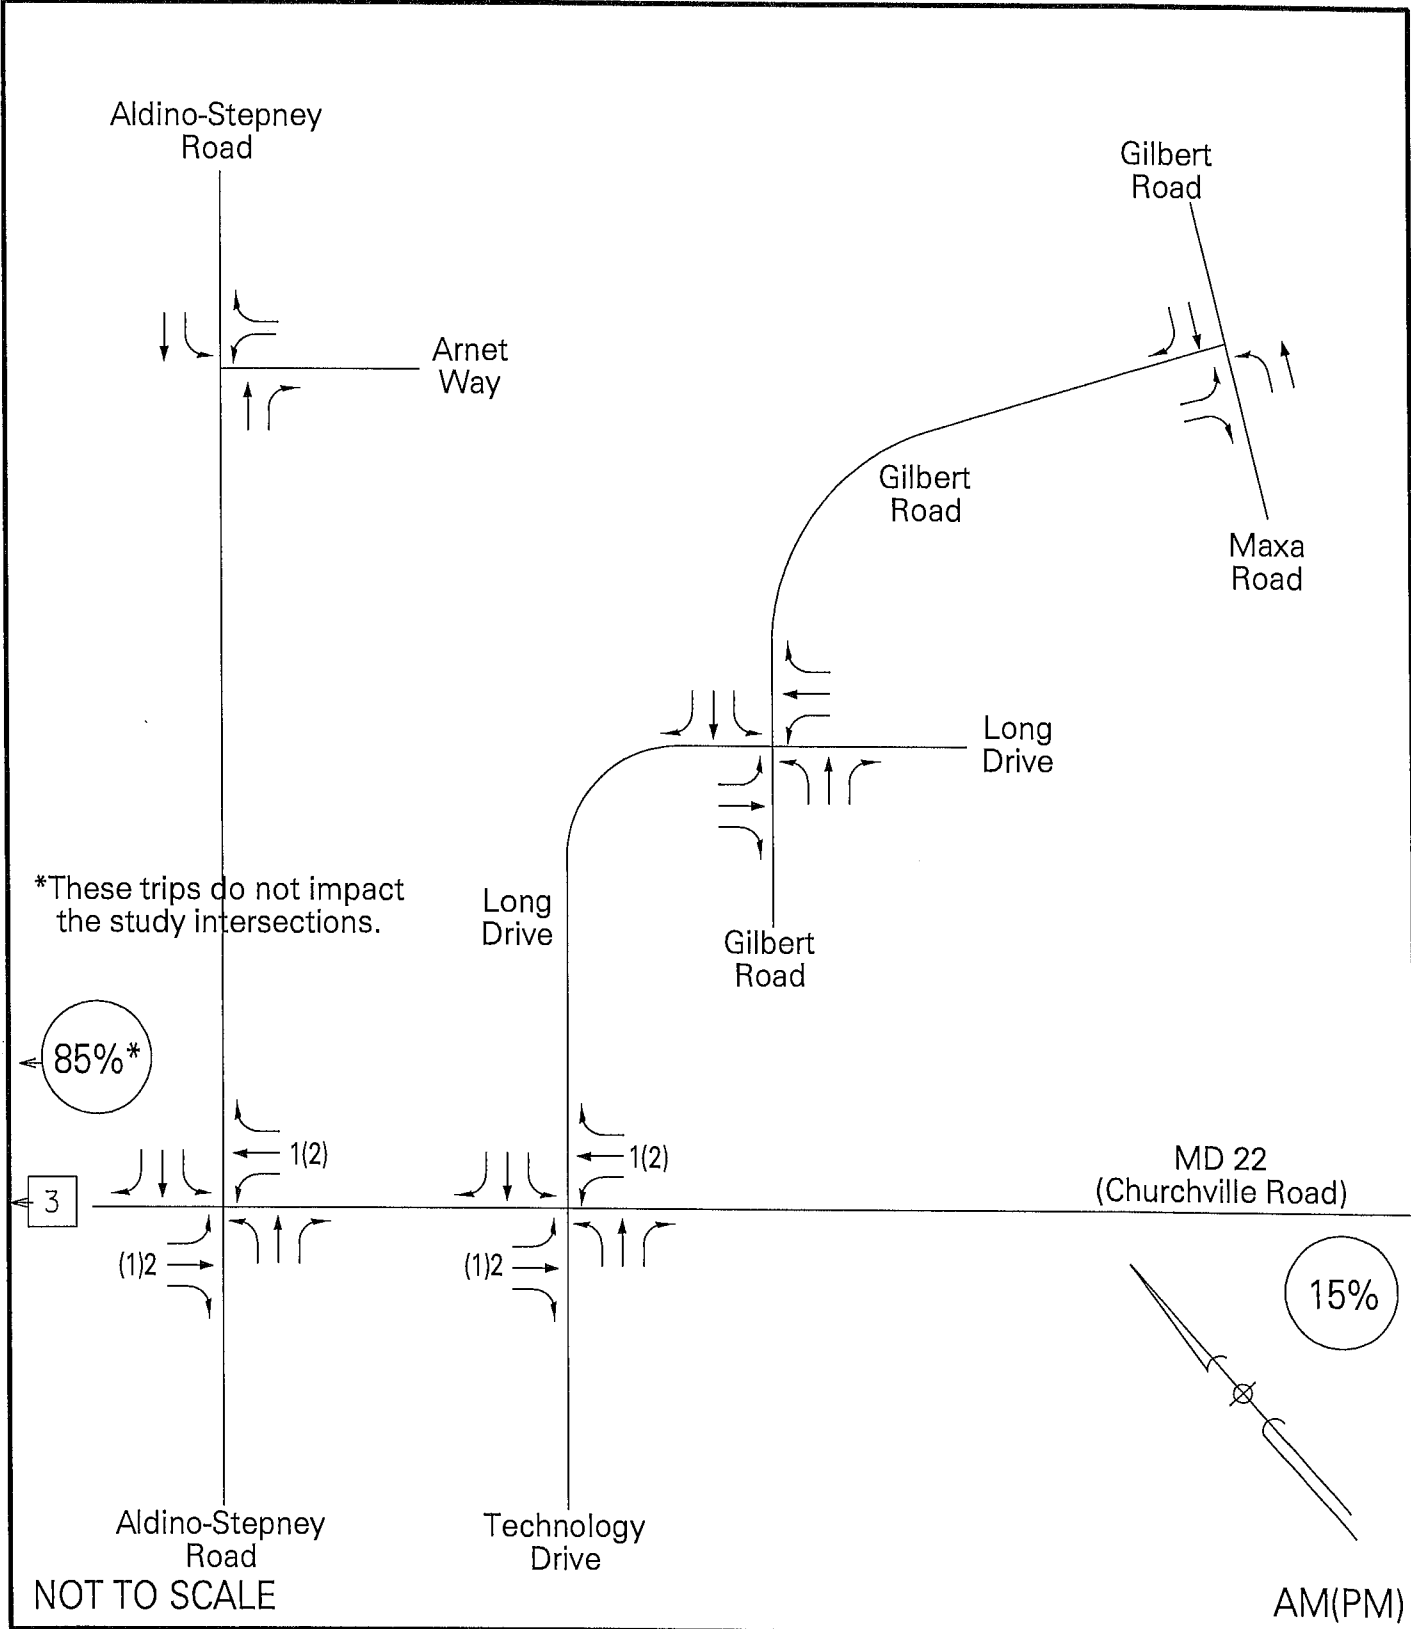 Aldino-Stepney
Road
Gilbert
Road
Arnet
Way
Gilbert
Road
Maxa
Road
Long
Drive
*These trips do not impact
the study intersections.
Long
Drive
Gilbert
Road
85%*
1(2)
1(2)
MD 22
(Churchville Road)
3
(1)2
(1)2
15%
Aldino-Stepney
Road
Technology
Drive
NOT TO SCALE
AM(PM)